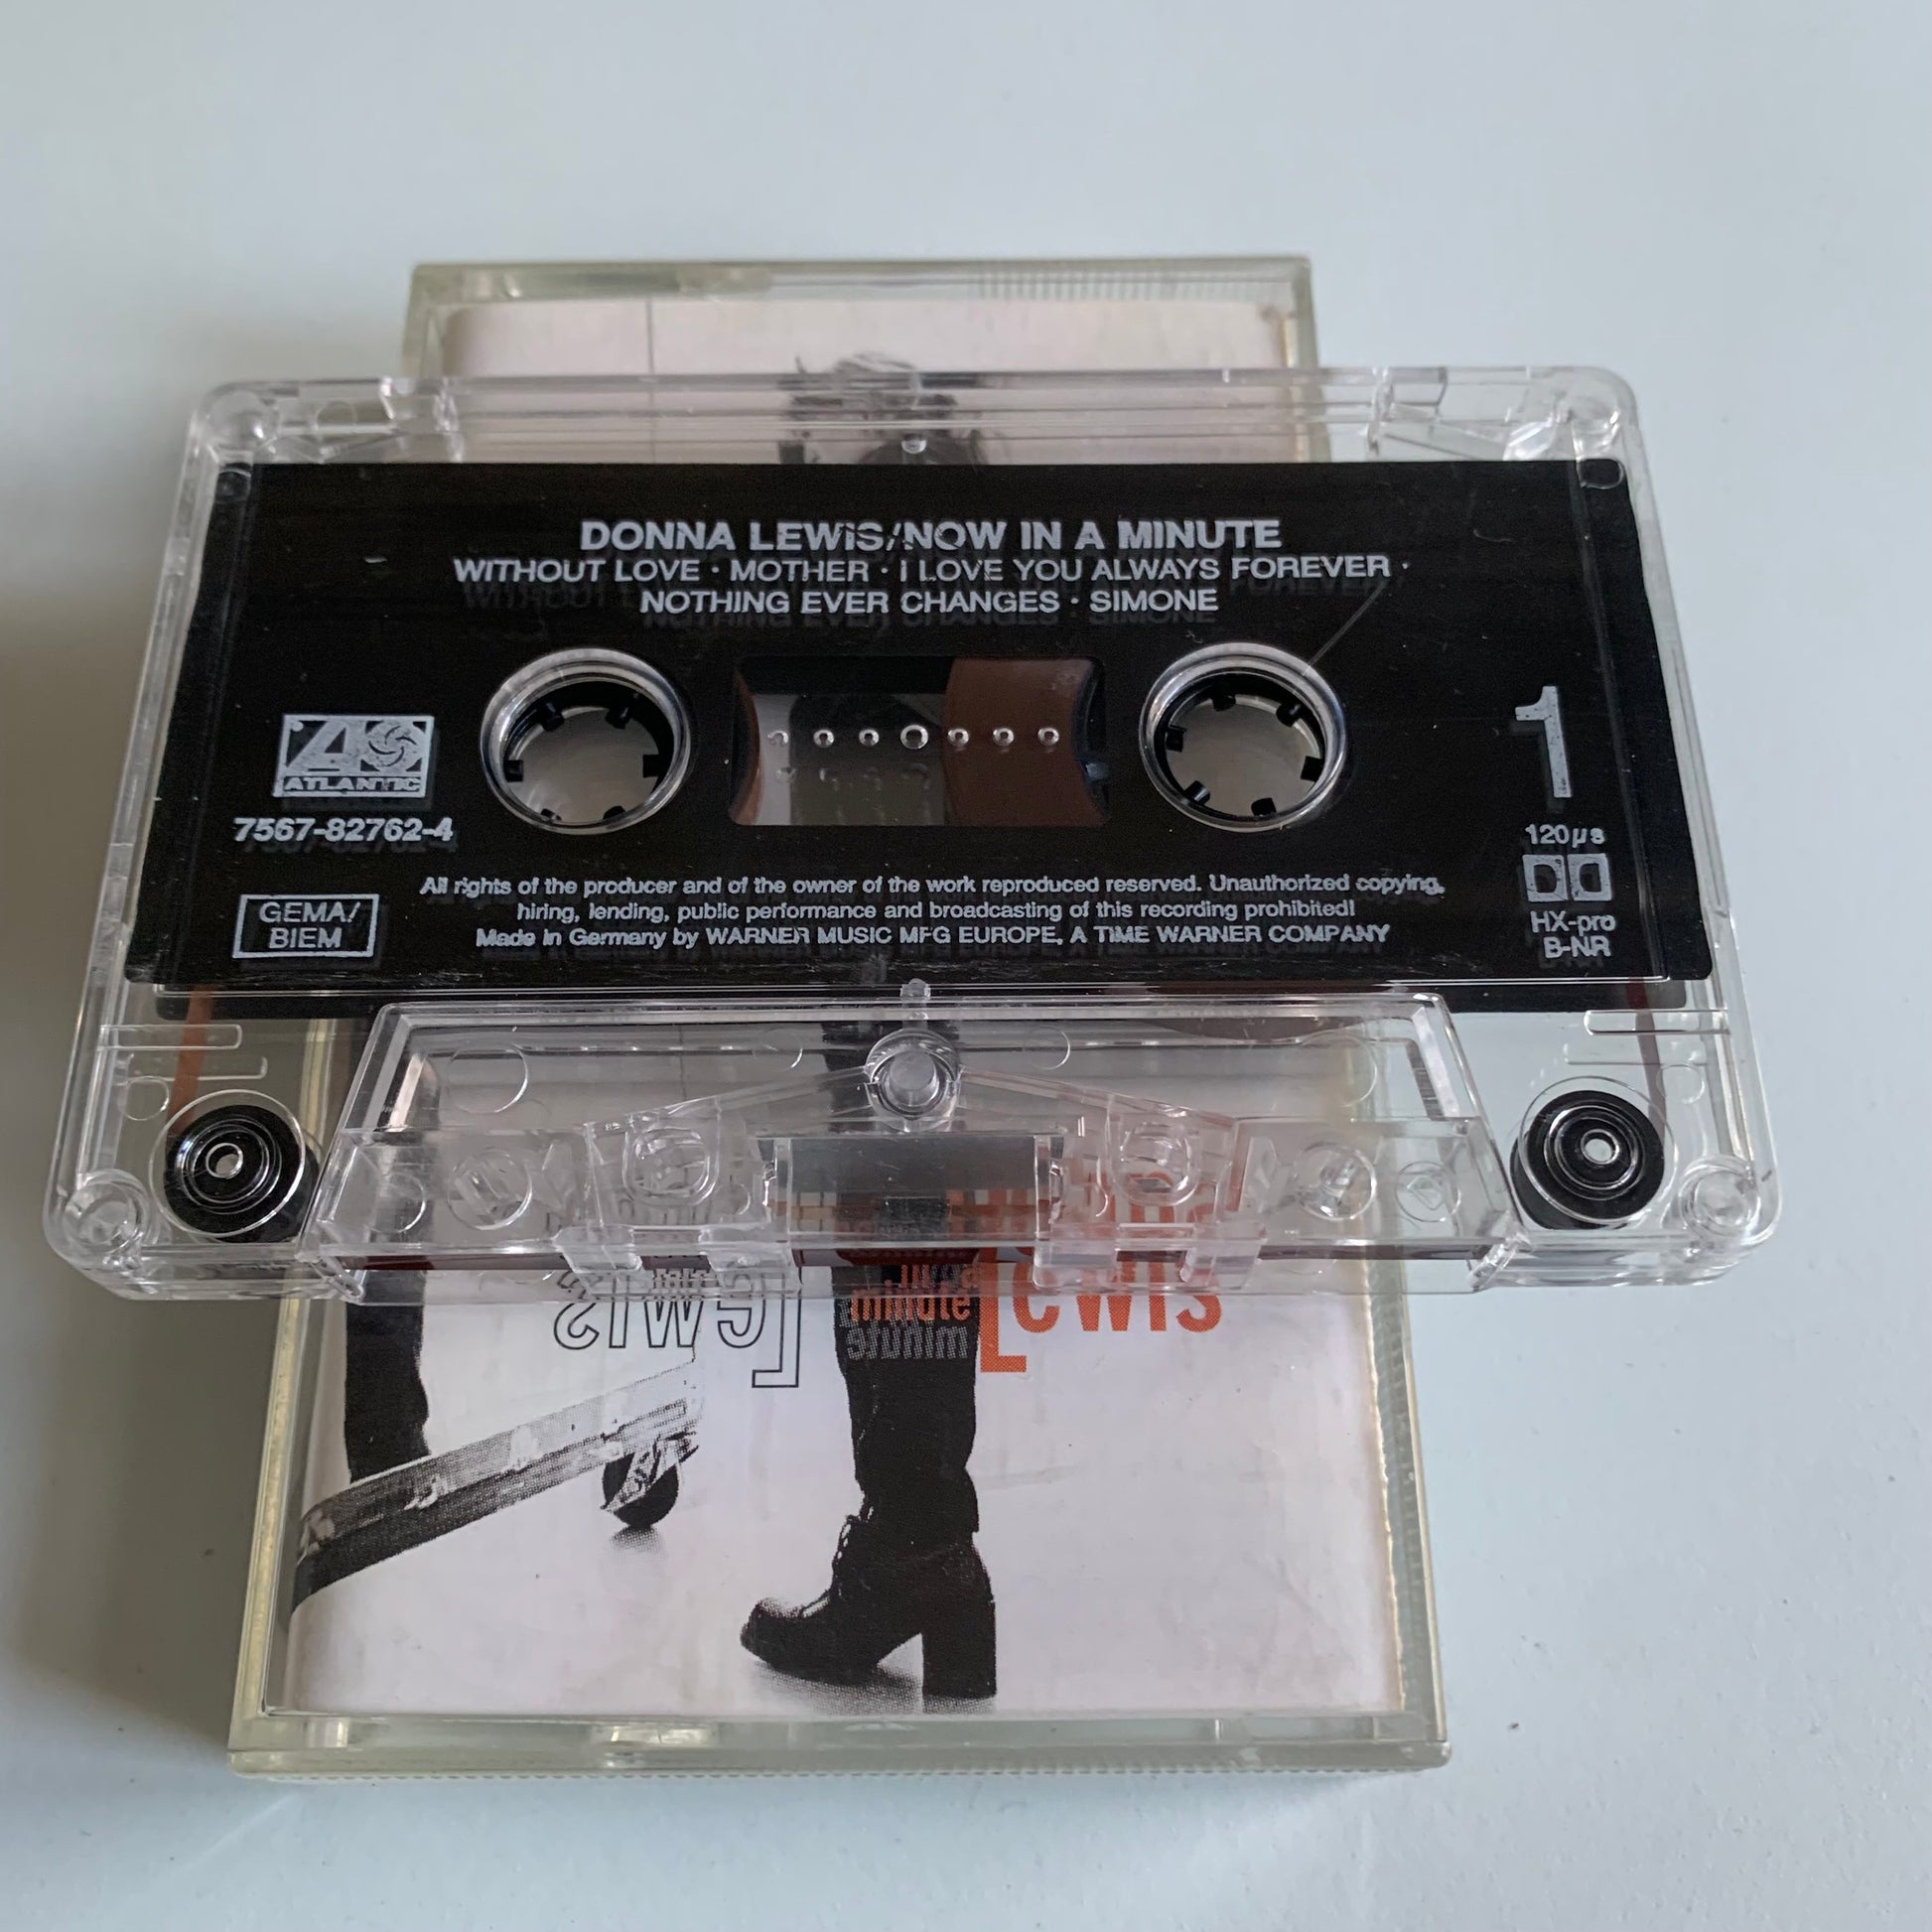 DONNA LEWIS/NOW IN A MINUTE
WITHOUT LOVE · MOTHER · I LOVE YOU ALWAYS FOREVER ·
NOTHING EVER CHANGES · SIMONE
ATLANTIC
7567-82762-4
GEMA/
BIEM
1
120µs
HX-pro
B-NR
All rights of the producer and of the owner of the work reproduced reserved. Unauthorized copying,
hiring, lending, public performance and broadcasting of this recording prohibited!
Made in Germany by WARNER MUSIC MFG EUROPE, A TIME WARNER COMPANY
minute
Lewis